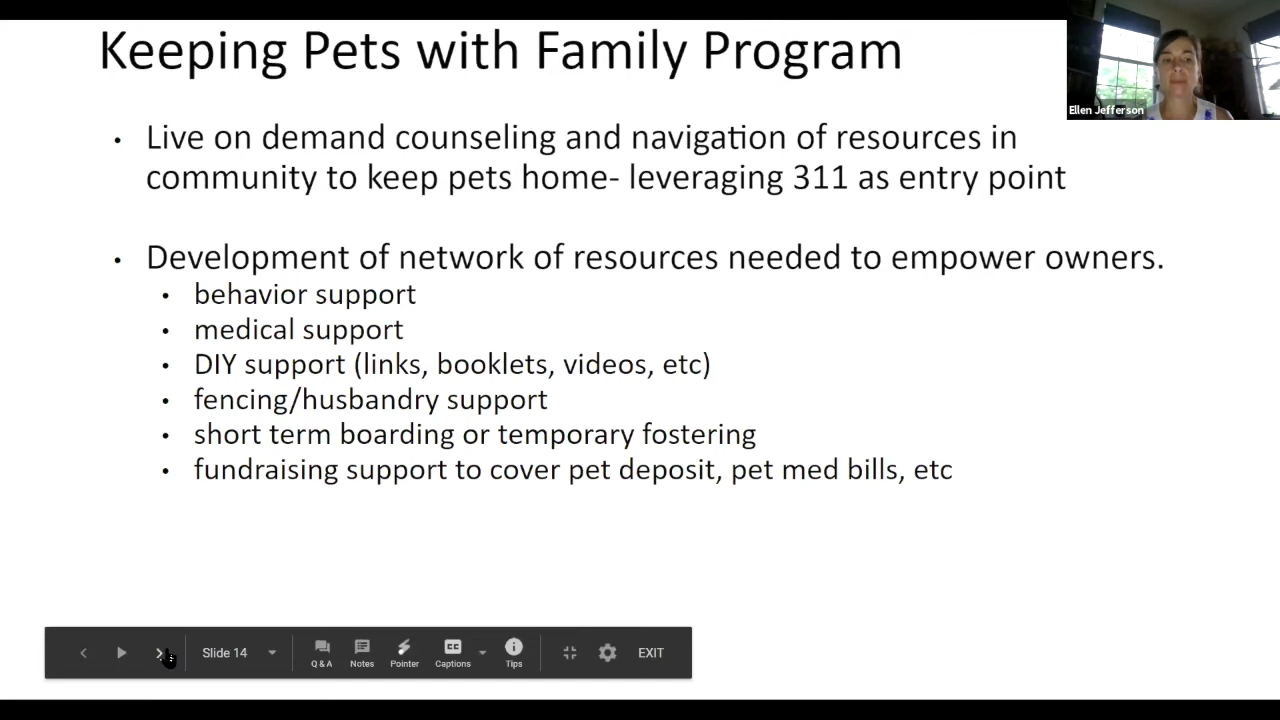 Keeping Pets with Family Program
Ellen Jefferson
• Live on demand counseling and navigation of resources in
community to keep pets home- leveraging 311 as entry point
• Development of network of resources needed to empower owners.
• behavior support
• medical support
• DIY support (links, booklets, videos, etc)
• fencing/husbandry support
• short term boarding or temporary fostering
• fundraising support to cover pet deposit, pet med bills, etc
Slide 14
Q & A
Notes
Pointer
CC
Captions
Tips
EXIT